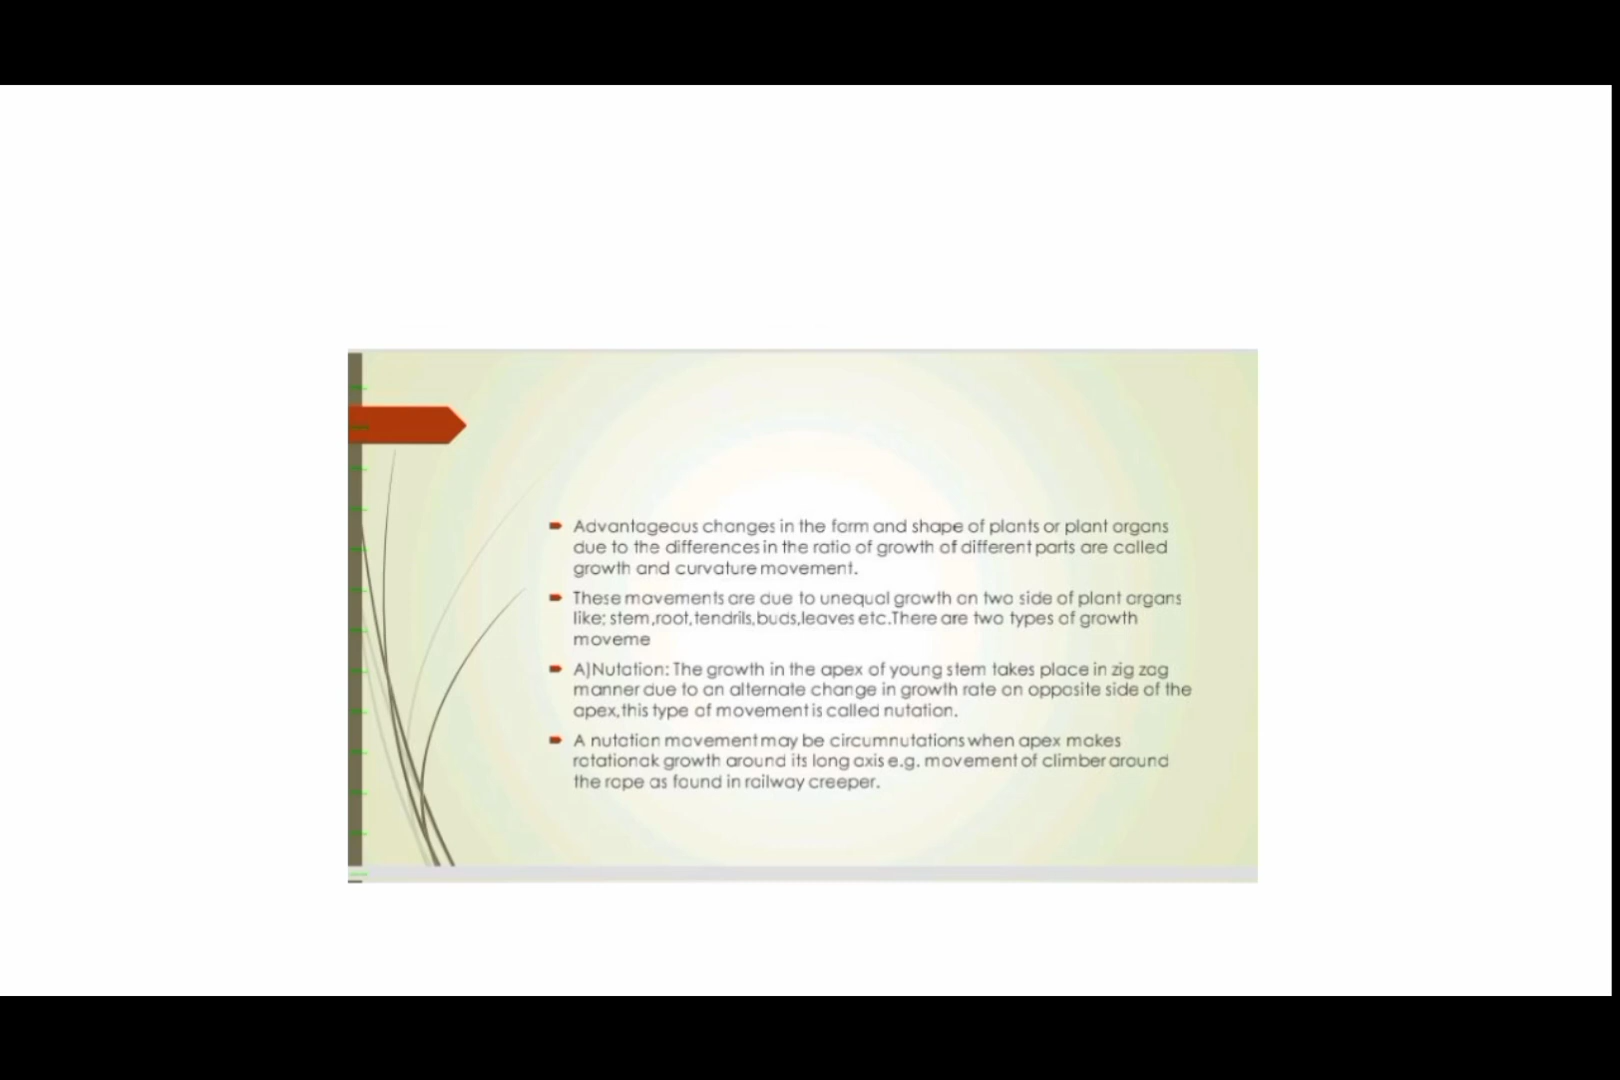 Advantageous changes in the form and shape of plants or plant organs
due to the differences in the ratio of growth of different parts are called
growth and curvature movement.
These movements are due to unequal growth on two side of plant organs
like; stem,root,tendrils,buds,leaves etc.There are two types of growth
moveme
A)Nutation: The growth in the apex of young stem takes place in zig zag
manner due to an alternate change in growth rate on opposite side of the
apex,this type of movement is called nutation.
A nutation movement may be circumnutations when apex makes
rotationak growth around its long axis e.g. movement of climber around
the rope as found in railway creeper.